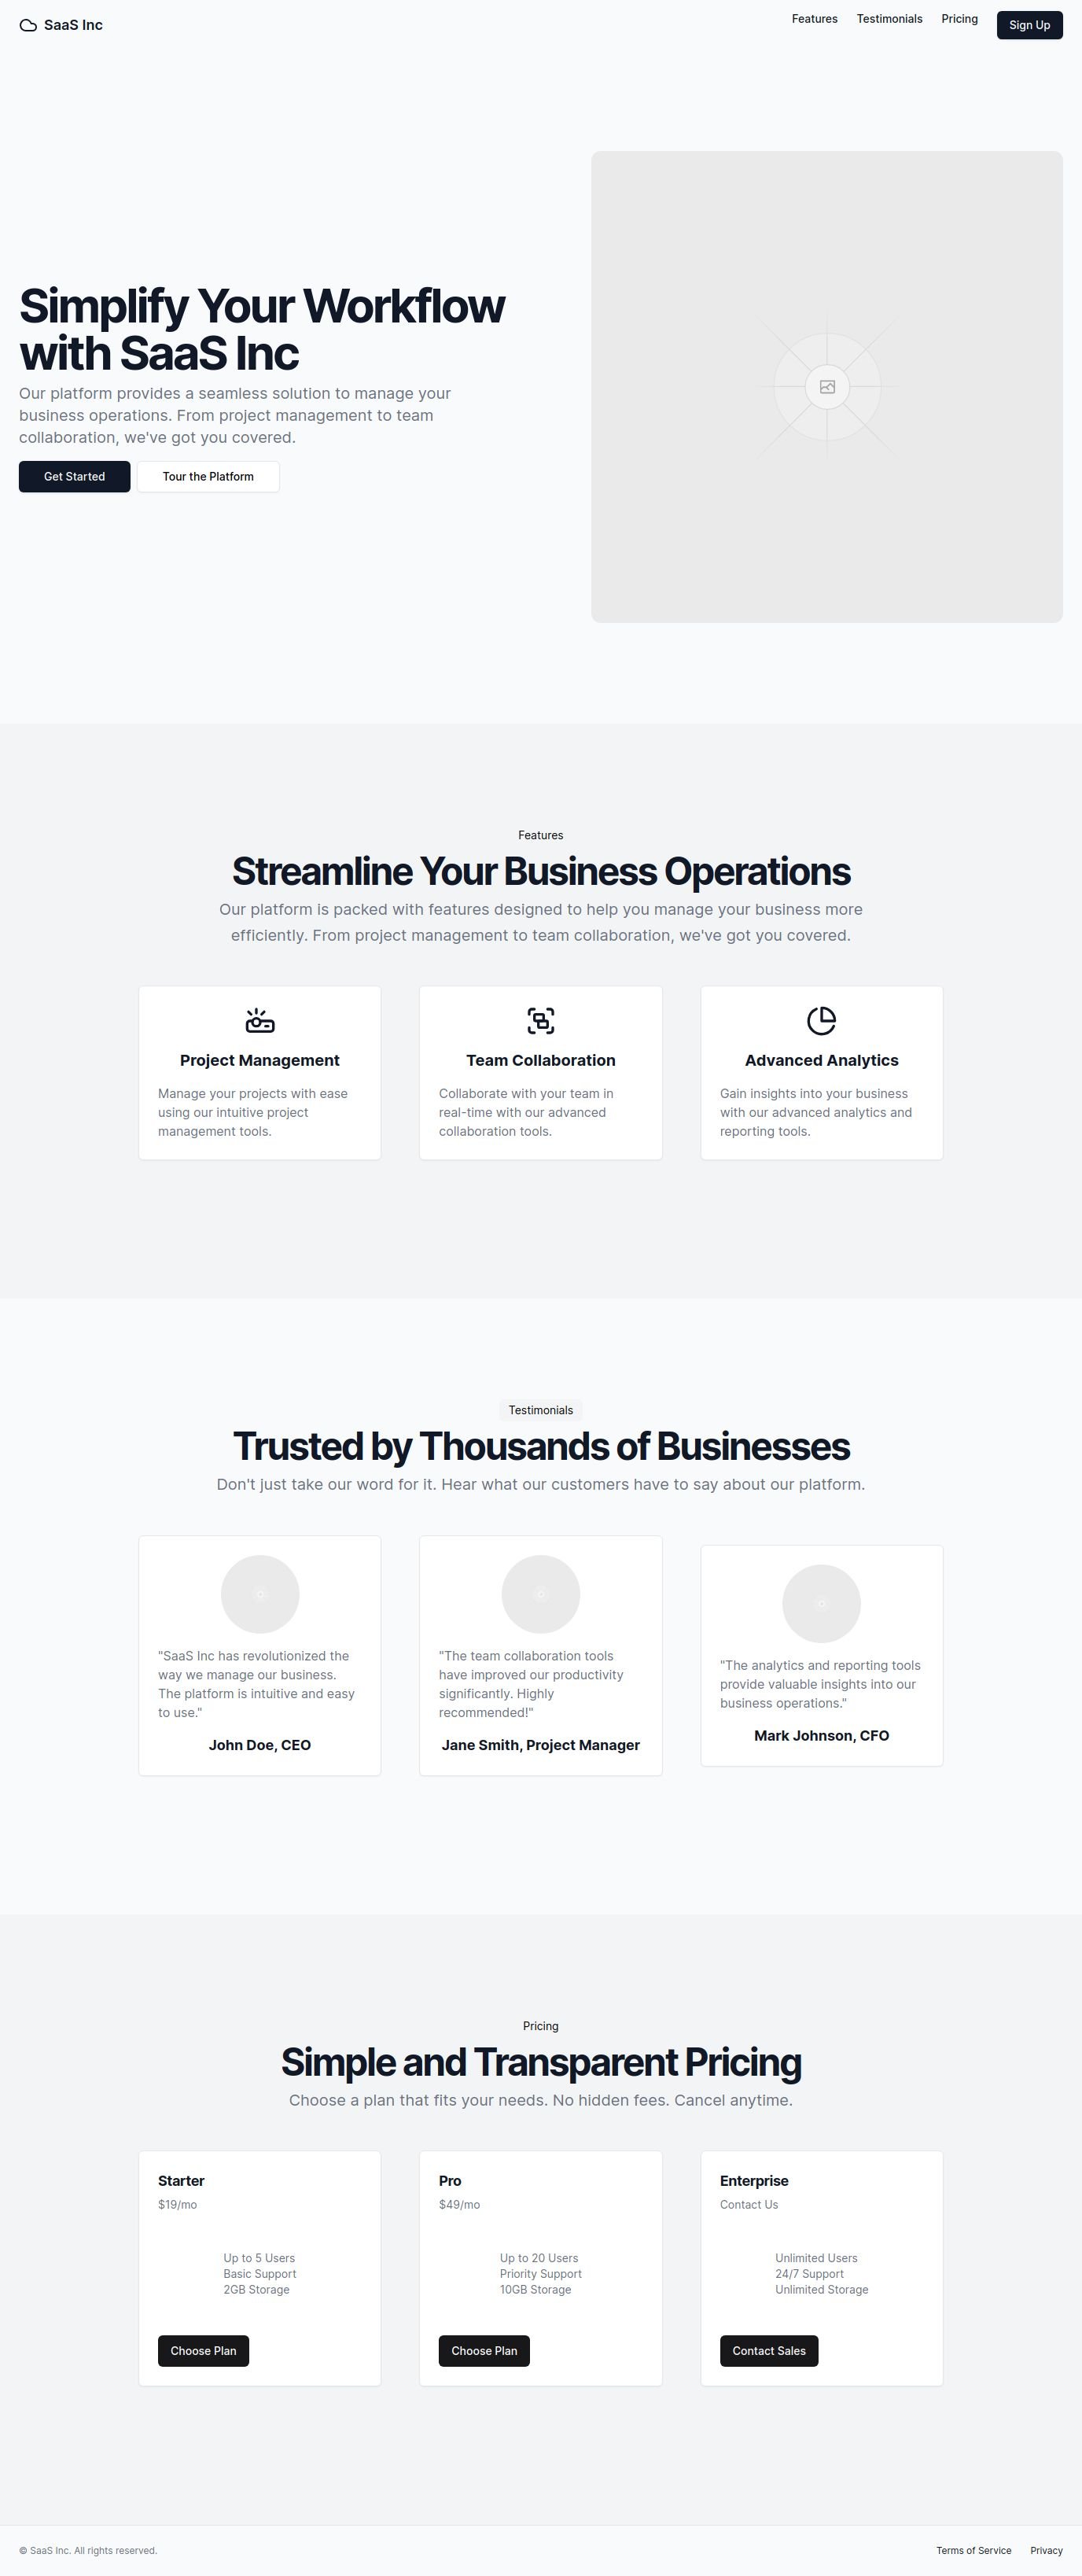 SaaS Inc
Features
Testimonials
Pricing
Sign Up
Simplify Your Workflow
with SaaS Inc
Our platform provides a seamless solution to manage your
business operations. From project management to team
collaboration, we've got you covered.
Get Started
Tour the Platform
Features
Streamline Your Business Operations
Our platform is packed with features designed to help you manage your business more
efficiently. From project management to team collaboration, we've got you covered.
Project Management
Manage your projects with ease
using our intuitive project
management tools.
Team Collaboration
Collaborate with your team in
real-time with our advanced
collaboration tools.
Advanced Analytics
Gain insights into your business
with our advanced analytics and
reporting tools.
Testimonials
Trusted by Thousands of Businesses
Don't just take our word for it. Hear what our customers have to say about our platform.
"SaaS Inc has revolutionized the
way we manage our business.
The platform is intuitive and easy
to use."
John Doe, CEO
"The team collaboration tools
have improved our productivity
significantly. Highly
recommended!"
Jane Smith, Project Manager
"The analytics and reporting tools
provide valuable insights into our
business operations."
Mark Johnson, CFO
Pricing
Simple and Transparent Pricing
Choose a plan that fits your needs. No hidden fees. Cancel anytime.
Starter
$19/mo
Up to 5 Users
Basic Support
2GB Storage
Choose Plan
Pro
$49/mo
Up to 20 Users
Priority Support
10GB Storage
Choose Plan
Enterprise
Contact Us
Unlimited Users
24/7 Support
Unlimited Storage
Contact Sales
© SaaS Inc. All rights reserved.
Terms of Service
Privacy